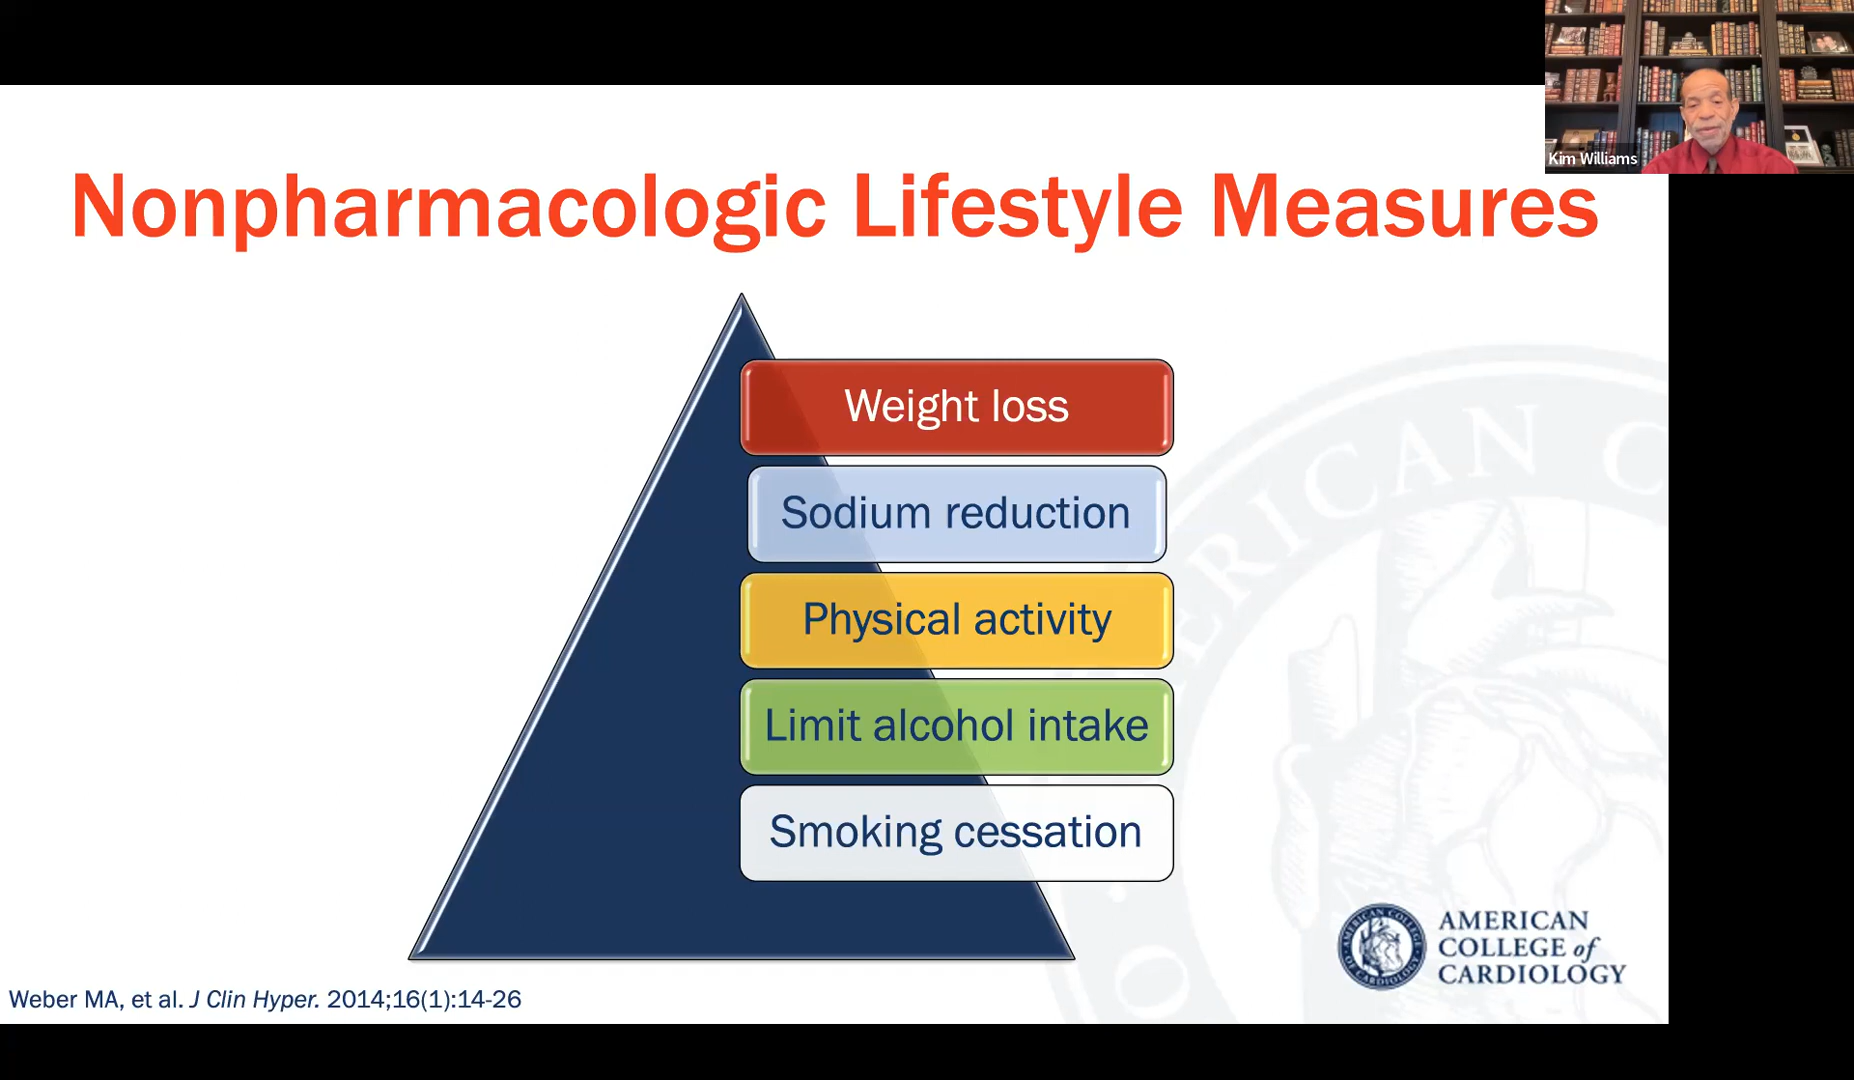 Kim Williams
Nonpharmacologic Lifestyle Measures
Weight loss
Sodium reduction
Physical activity
Limit alcohol intake
Smoking cessation
AMERICAN
COLLEGE of
CARDIOLOGY
Weber MA, et al. J Clin Hyper. 2014;16(1):14-26